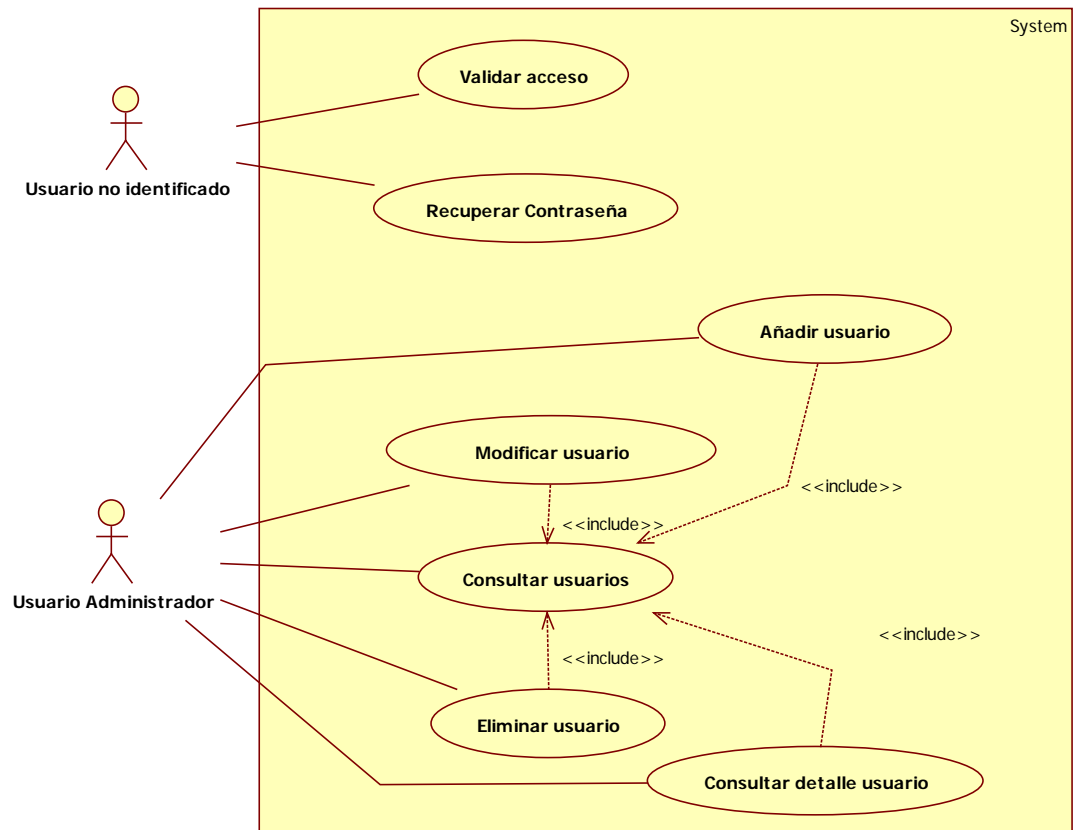 System
Validar acceso
Usuario no identificado
Recuperar Contraseña
Añadir usuario
Modificar usuario
<<include>>
<<include>>
Consultar usuarios
Usuario Administrador
<<include>>
<<include>>
Eliminar usuario
Consultar detalle usuario